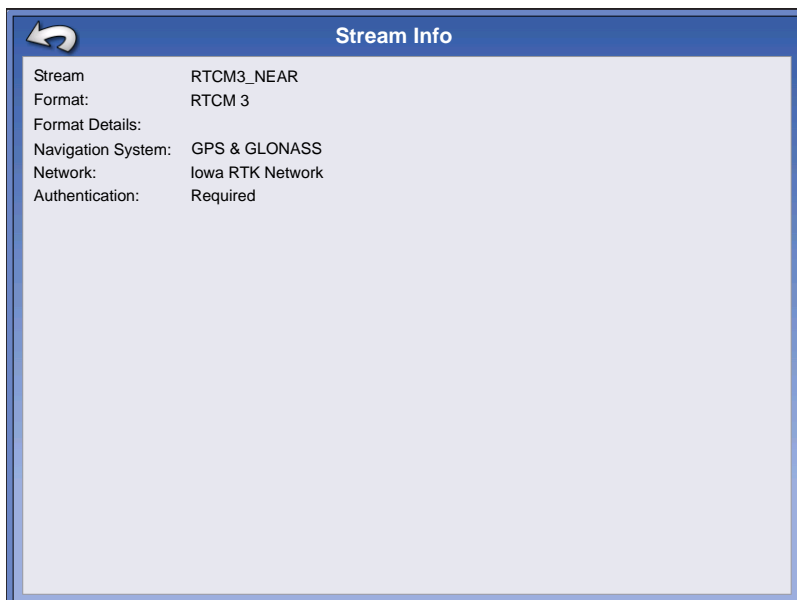 Stream Info
Stream RTCM3_NEAR
Format: RTCM 3
Format Details:
Navigation System: GPS & GLONASS
Network: Iowa RTK Network
Authentication: Required